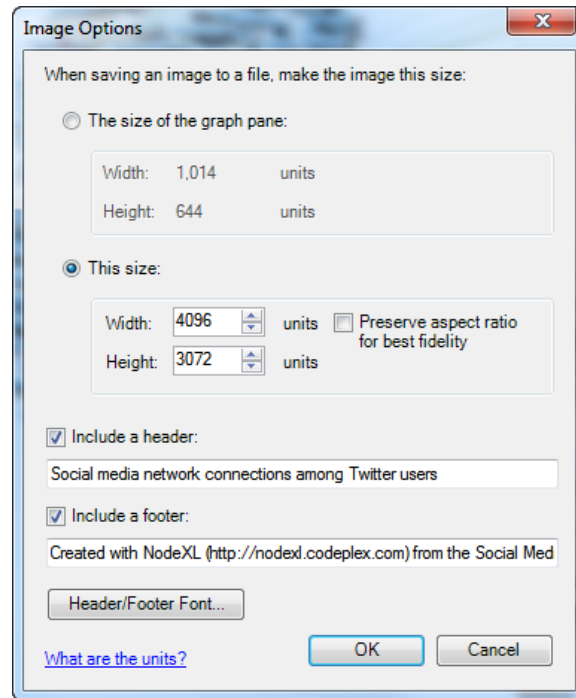 Image Options
When saving an image to a file, make the image this size:
The size of the graph pane:
Width: 1,014 units
Height: 644 units
This size:
Width: 4096 units Preserve aspect ratio
for best fidelity
Height: 3072 units
Include a header:
Social media network connections among Twitter users
Include a footer:
Created with NodeXL (http://nodexl.codeplex.com) from the Social Med
Header/Footer Font...
What are the units? OK Cancel